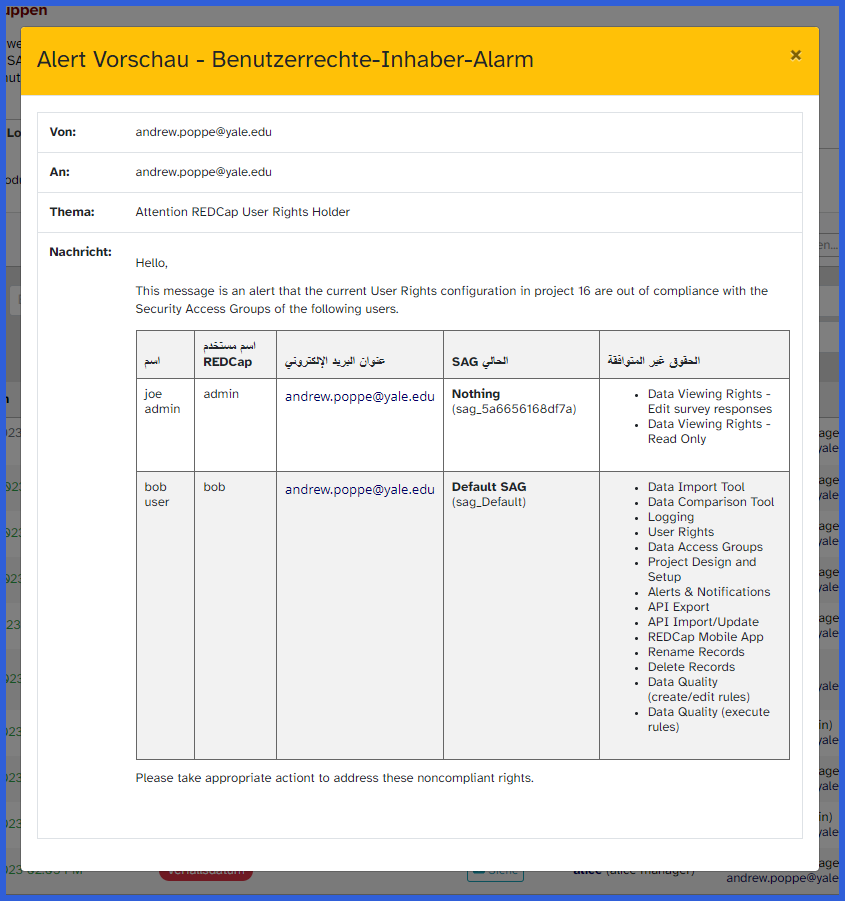 uppen
Alert Vorschau - Benutzerrechte-Inhaber-Alarm
×
Von: andrew.poppe@yale.edu
An: andrew.poppe@yale.edu
Thema: Attention REDCap User Rights Holder
Nachricht:
Hello,
This message is an alert that the current User Rights configuration in project 16 are out of compliance with the
Security Access Groups of the following users.
اسم
اسم مستخدم
REDCap
عنوان البريد الإلكتروني
SAG الحالي
الحقوق غير المتوافقة
joe
admin
admin
andrew.poppe@yale.edu
Nothing
(sag_5a6656168df7a)
• Data Viewing Rights -
Edit survey responses
• Data Viewing Rights -
Read Only
bob
user
bob
andrew.poppe@yale.edu
Default SAG
(sag_Default)
• Data Import Tool
• Data Comparison Tool
• Logging
• User Rights
• Data Access Groups
• Project Design and
Setup
• Alerts & Notifications
• API Export
• API Import/Update
• REDCap Mobile App
• Rename Records
• Delete Records
• Data Quality
(create/edit rules)
• Data Quality (execute
rules)
Please take appropriate actiont to address these noncompliant rights.
andrew.poppe@yale